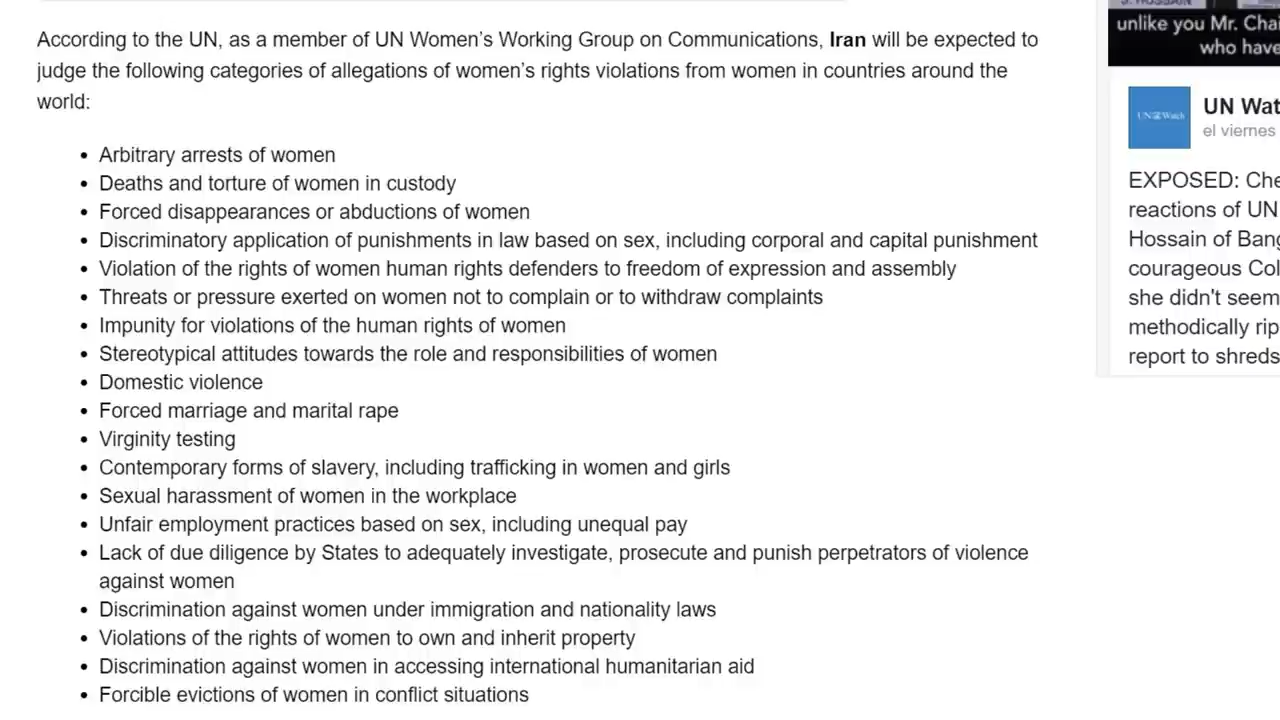 According to the UN, as a member of UN Women's Working Group on Communications, Iran will be expected to
judge the following categories of allegations of women's rights violations from women in countries around the
world:
• Arbitrary arrests of women
• Deaths and torture of women in custody
• Forced disappearances or abductions of women
• Discriminatory application of punishments in law based on sex, including corporal and capital punishment
• Violation of the rights of women human rights defenders to freedom of expression and assembly
• Threats or pressure exerted on women not to complain or to withdraw complaints
• Impunity for violations of the human rights of women
• Stereotypical attitudes towards the role and responsibilities of women
• Domestic violence
• Forced marriage and marital rape
• Virginity testing
• Contemporary forms of slavery, including trafficking in women and girls
• Sexual harassment of women in the workplace
• Unfair employment practices based on sex, including unequal pay
• Lack of due diligence by States to adequately investigate, prosecute and punish perpetrators of violence
against women
• Discrimination against women under immigration and nationality laws
• Violations of the rights of women to own and inherit property
• Discrimination against women in accessing international humanitarian aid
• Forcible evictions of women in conflict situations
unlike you Mr.
who have
UN Watch
UN
el viernes
EXPOSED:
reactions of UN
Hossain of
courageous
she didn't seem
methodically
report to shreds